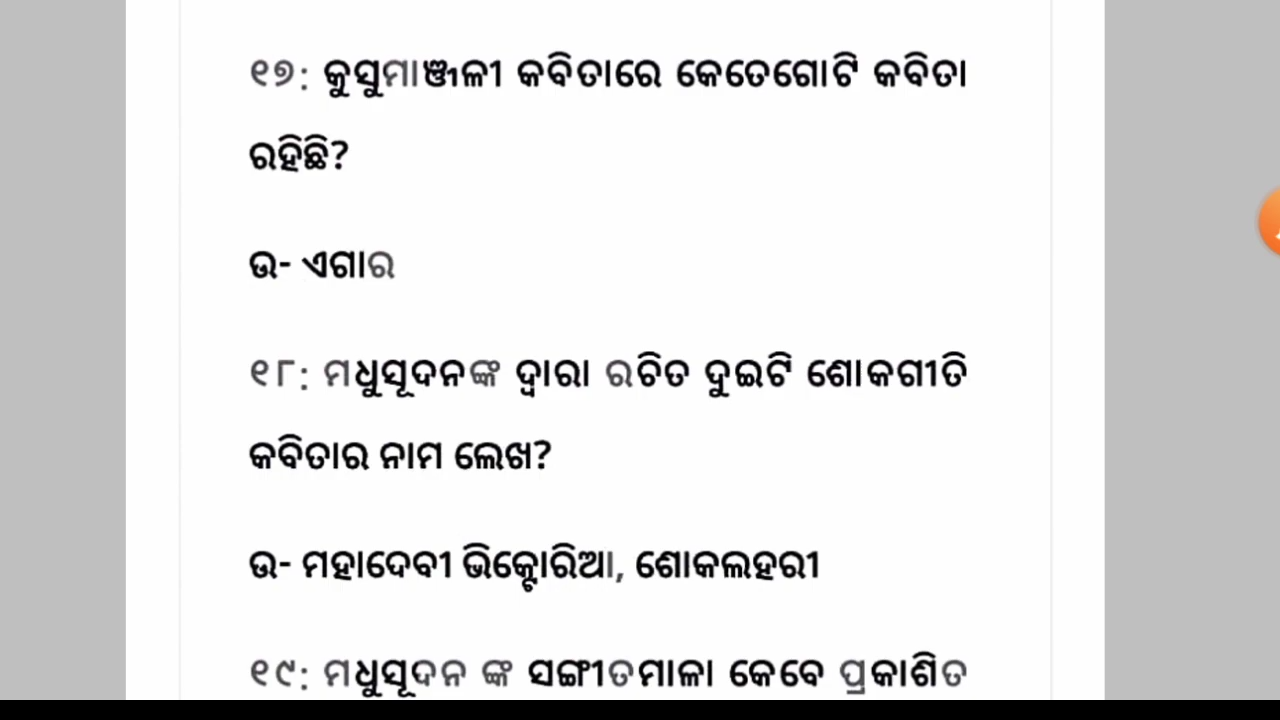 ୧୭: କୁସୁମାଞ୍ଜଳୀ କବିତାରେ କେତେଗୋଟି କବିତା
ରହିଛି?
ଉ- ଏଗାର
୧୮: ମଧୁସୂଦନଙ୍କ ଦ୍ୱାରା ରଚିତ ଦୁଇଟି ଶୋକଗୀତି
କବିତାର ନାମ ଲେଖ?
ଉ- ମହାଦେବୀ ଭିକ୍ଟୋରିଆ, ଶୋକଲହରୀ
୧୯: ମଧୁସୂଦନ ଙ୍କ ସଙ୍ଗୀତମାଳା କେବେ ପ୍ରକାଶିତ